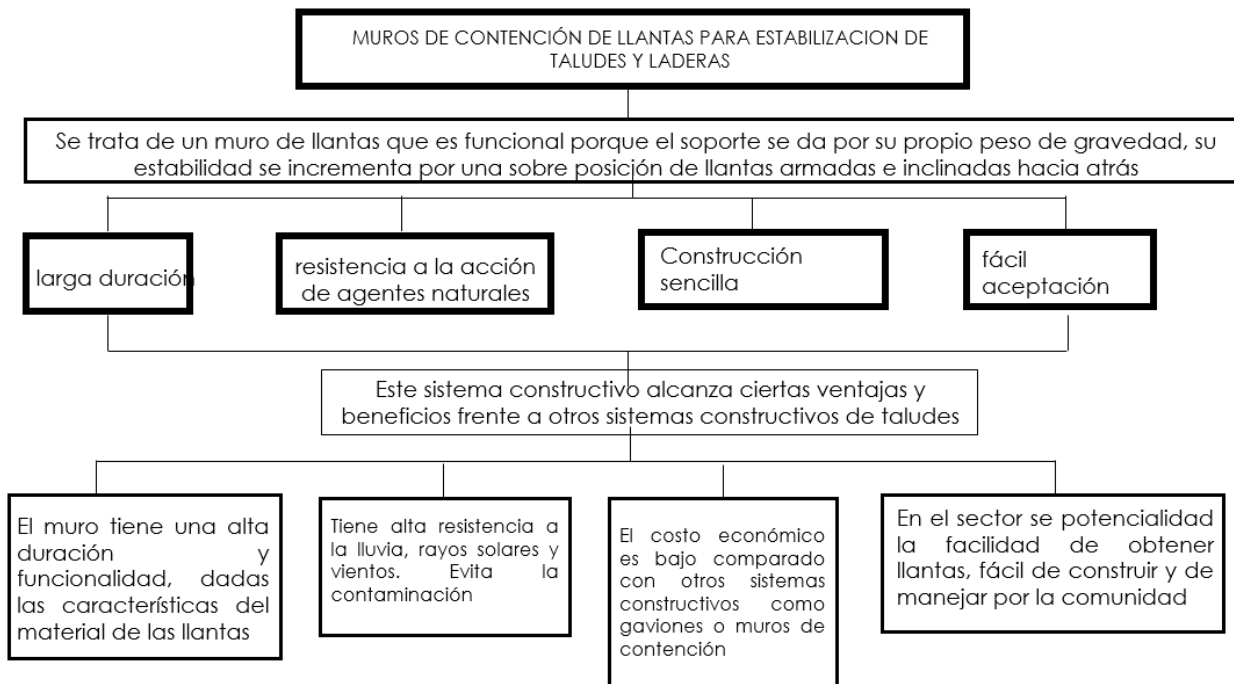 MUROS DE CONTENCIÓN DE LLANTAS PARA ESTABILIZACION DE
TALUDES Y LADERAS
Se trata de un muro de llantas que es funcional porque el soporte se da por su propio peso de gravedad, su
estabilidad se incrementa por una sobre posición de llantas armadas e inclinadas hacia atrás
larga duración
resistencia a la acción
de agentes naturales
Construcción
sencilla
fácil
aceptación
Este sistema constructivo alcanza ciertas ventajas y
beneficios frente a otros sistemas constructivos de taludes
El muro tiene una alta
duración y
funcionalidad, dadas
las características del
material de las llantas
Tiene alta resistencia a
la lluvia, rayos solares y
vientos. Evita la
contaminación
El costo económico
es bajo comparado
con otros sistemas
constructivos como
gaviones o muros de
contención
En el sector se potencialidad
la facilidad de obtener
llantas, fácil de construir y de
manejar por la comunidad